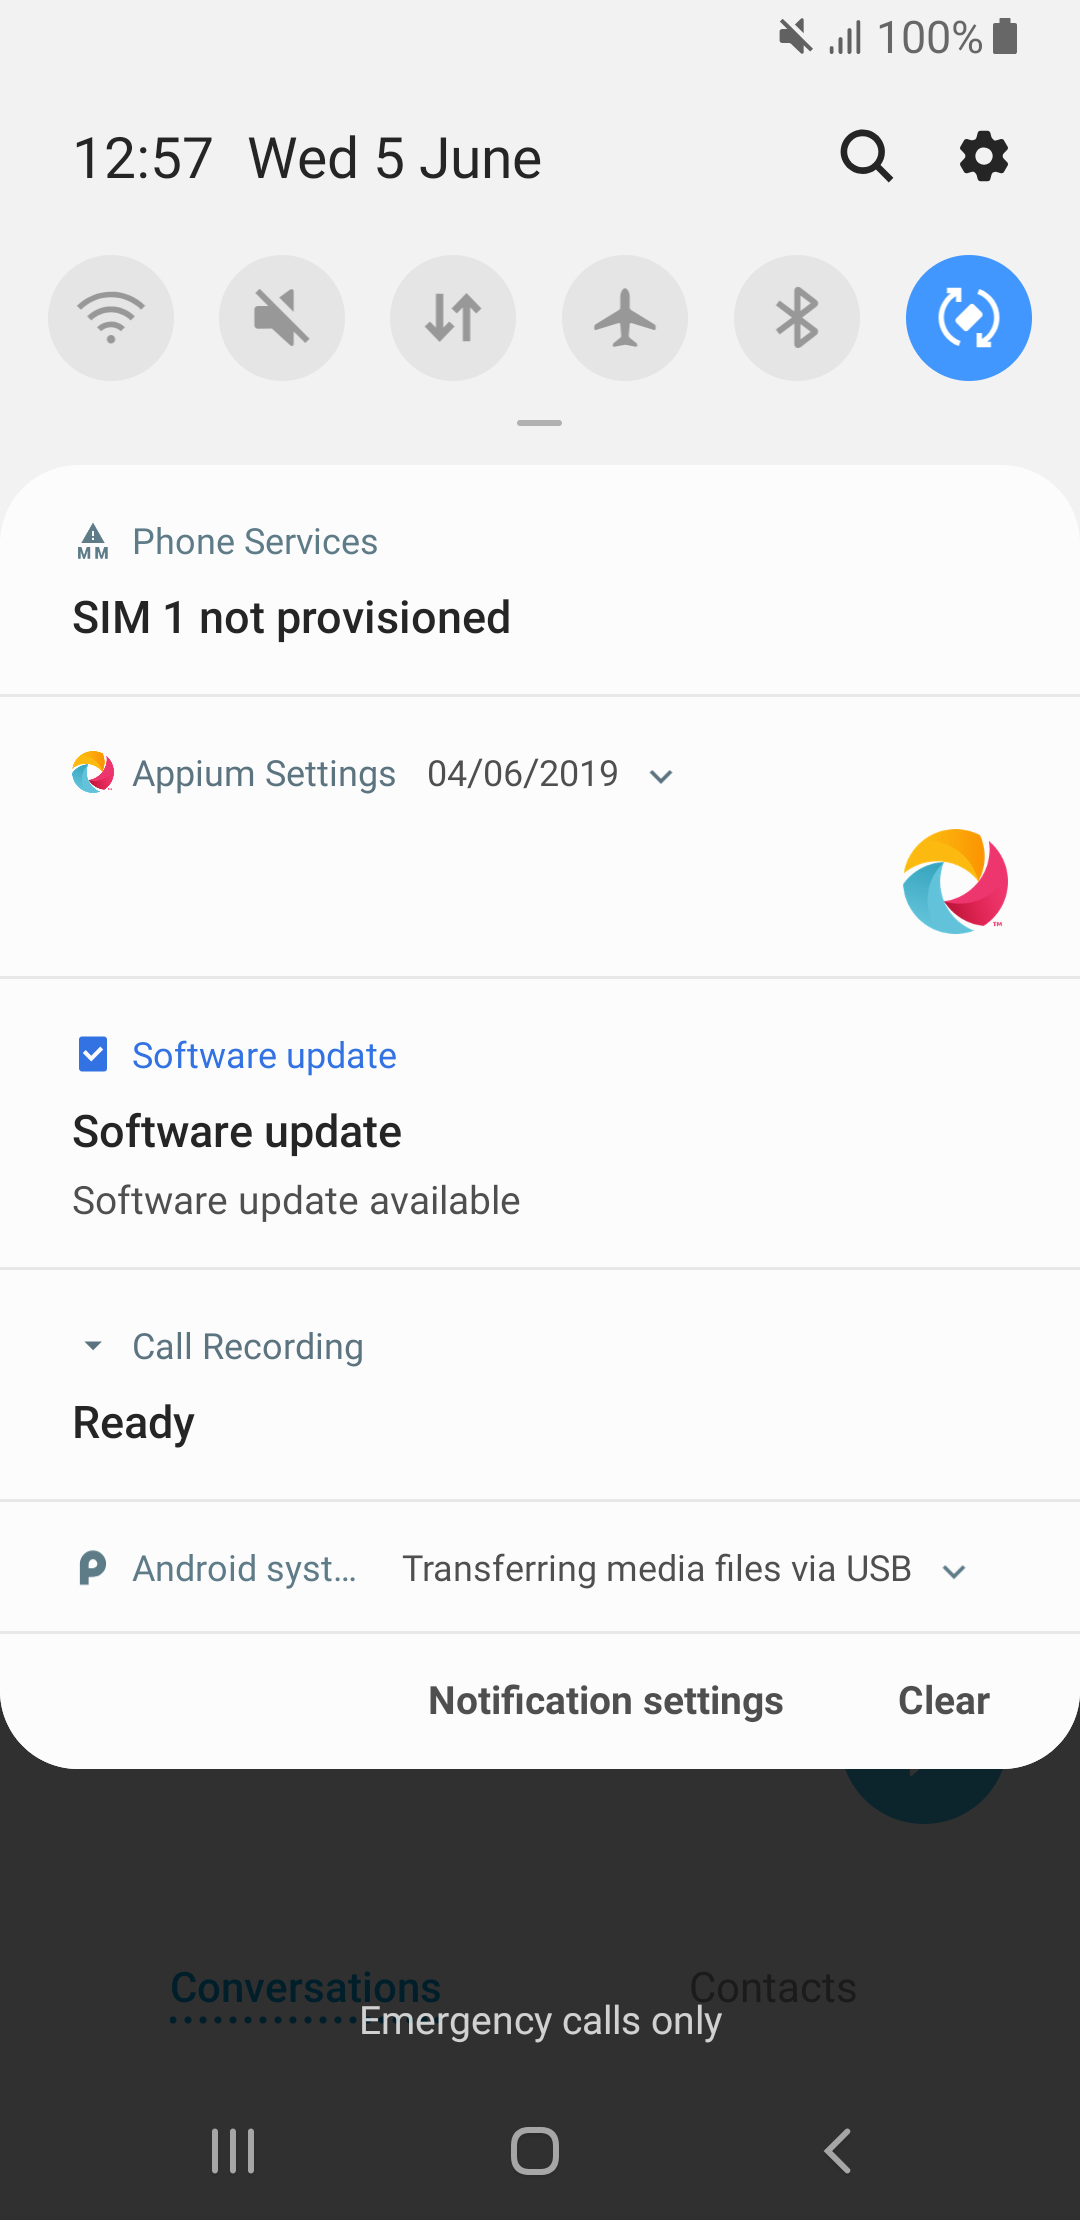 100%
12:57 Wed 5 June
MM Phone Services
SIM 1 not provisioned
Appium Settings 04/06/2019
TM
Software update
Software update
Software update available
Call Recording
Ready
Android syst... Transferring media files via USB
Notification settings Clear
Conversations Contacts
Emergency calls only